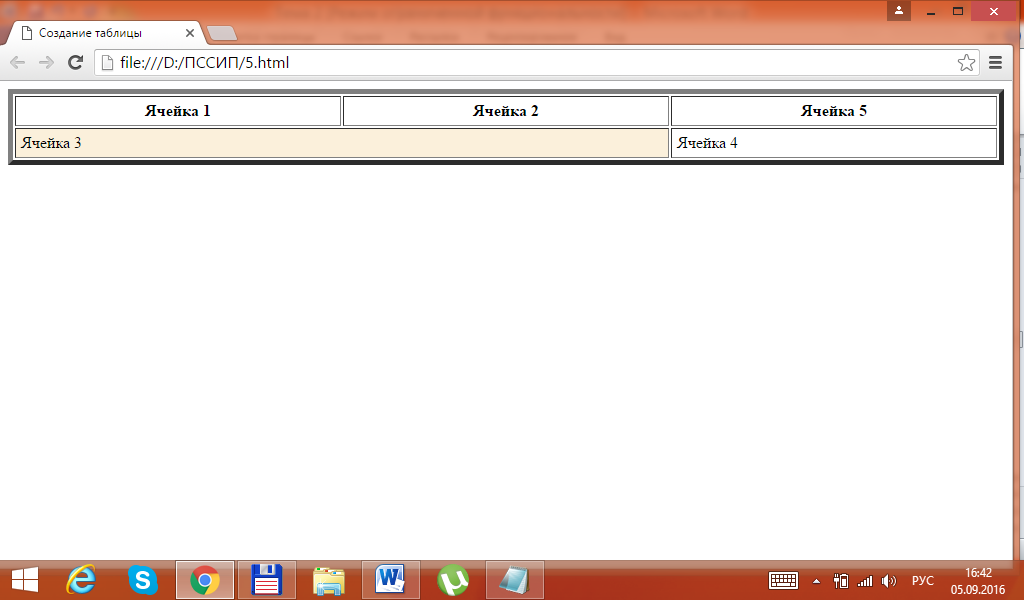 Создание таблицы
file:///D:/ПССИП/5.html
Ячейка 1 Ячейка 2 Ячейка 5
Ячейка 3 Ячейка 4
РУС
16:42
05.09.2016